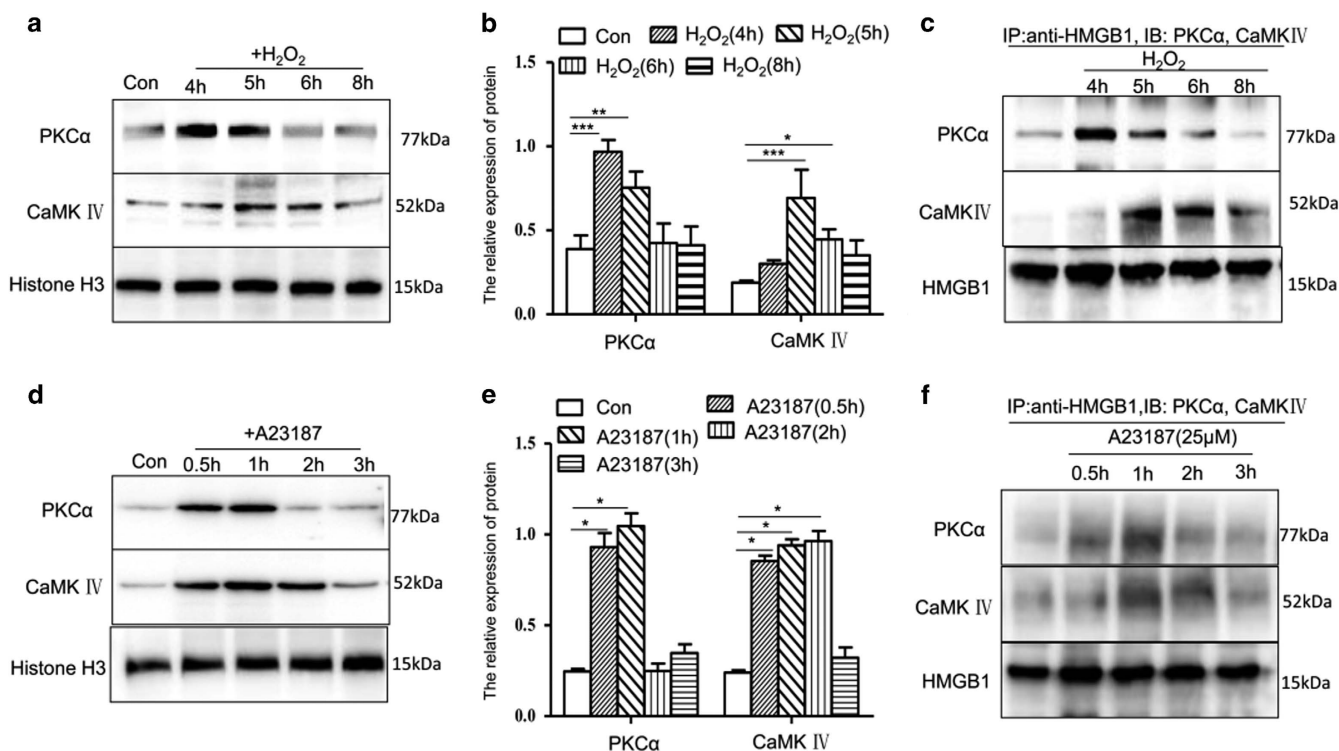 a
+H₂O₂
Con 4h 5h 6h 8h
PKCα 77kDa
CaMK Ⅳ 52kDa
Histone H3 15kDa
b
Con H₂O₂(4h) H₂O₂(5h)
H₂O₂(6h) H₂O₂(8h)
The relative expression of protein
1.5
1.0
0.5
0.0
**
***
*
***
PKCα CaMK Ⅳ
c
IP:anti-HMGB1, IB: PKCα, CaMKⅣ
H₂O₂
4h 5h 6h 8h
PKCα 77kDa
CaMKⅣ 52kDa
HMGB1 15kDa
d
+A23187
Con 0.5h 1h 2h 3h
PKCα 77kDa
CaMK Ⅳ 52kDa
Histone H3 15kDa
e
Con A23187(0.5h)
A23187(1h) A23187(2h)
A23187(3h)
The relative expression of protein
1.5
1.0
0.5
0.0
*
*
*
*
*
PKCα CaMK Ⅳ
f
IP:anti-HMGB1,IB: PKCα, CaMKⅣ
A23187(25μM)
0.5h 1h 2h 3h
PKCα 77kDa
CaMK Ⅳ 52kDa
HMGB1 15kDa